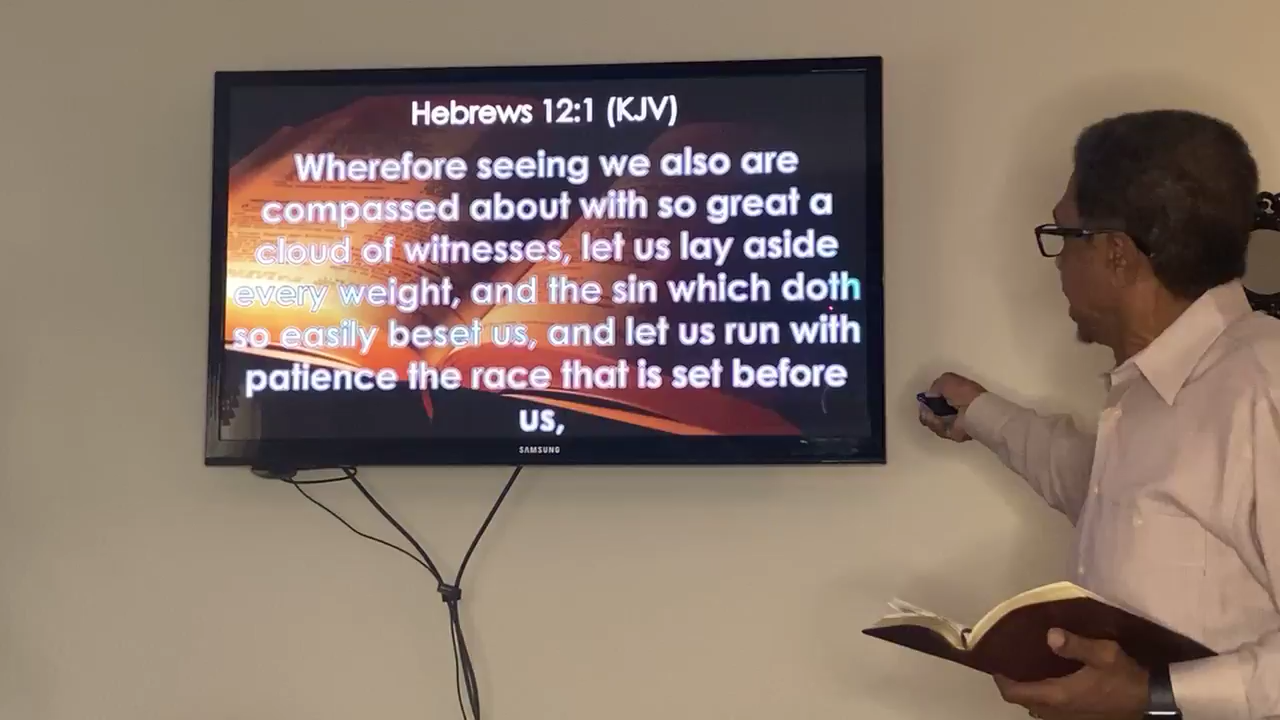 Hebrews 12:1 (KJV)
Wherefore seeing we also are
compassed about with so great a
cloud of witnesses, let us lay aside
every weight, and the sin which doth
so easily beset us, and let us run with
patience the race that is set before
us,
SAMSUNG